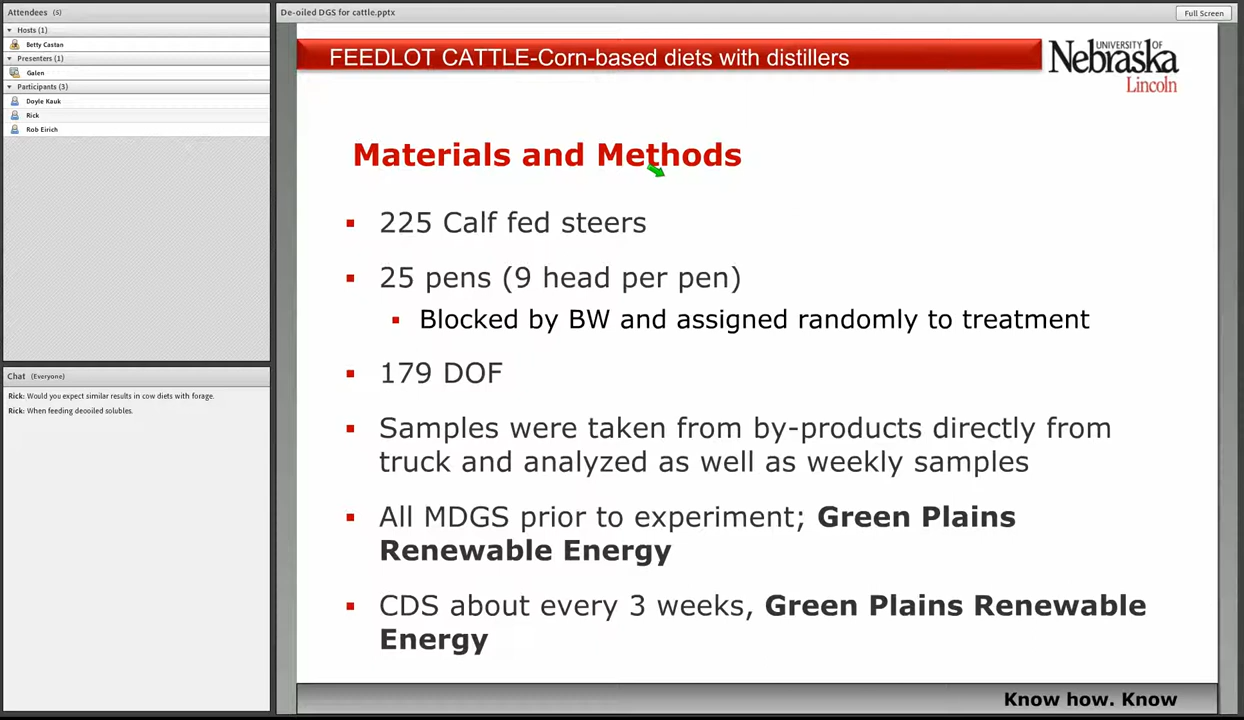 Attendees (5)
Hosts (1)
Betty Castan
Presenters (1)
Galen
Participants (3)
Doyle Kauk
Rick
Rob Eirich
Chat (Everyone)
Rick: Would you expect similar results in cow diets with forage.
Rick: When feeding deooiled solubles.
De-oiled DGS for cattle.pptx
Full Screen
FEEDLOT CATTLE-Corn-based diets with distillers
UNIVERSITY OF
Nebraska
Lincoln
Materials and Methods
225 Calf fed steers
25 pens (9 head per pen)
Blocked by BW and assigned randomly to treatment
179 DOF
Samples were taken from by-products directly from
truck and analyzed as well as weekly samples
All MDGS prior to experiment; Green Plains
Renewable Energy
CDS about every 3 weeks, Green Plains Renewable
Energy
Know how. Know